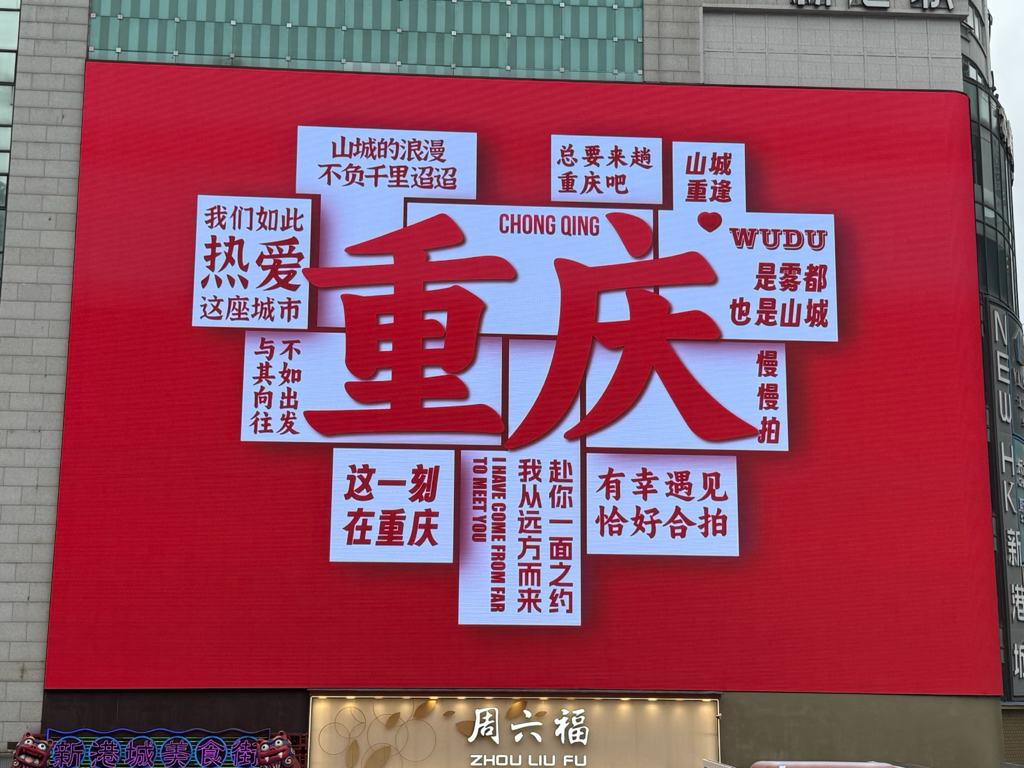 山城的浪漫
不负千里迢迢
总要来趟
重庆吧
山城
重逢
我们如此
热爱
这座城市
CHONG QING
重庆
WUDU
是雾都
也是山城
不如出发
与其向往
慢慢拍
这一刻
在重庆
赴你一面之约
我从远方而来
I HAVE COME FROM FAR
TO MEET YOU
有幸遇见
恰好合拍
NEW HK 新港城
周六福
ZHOU LIU FU
新港城美食街